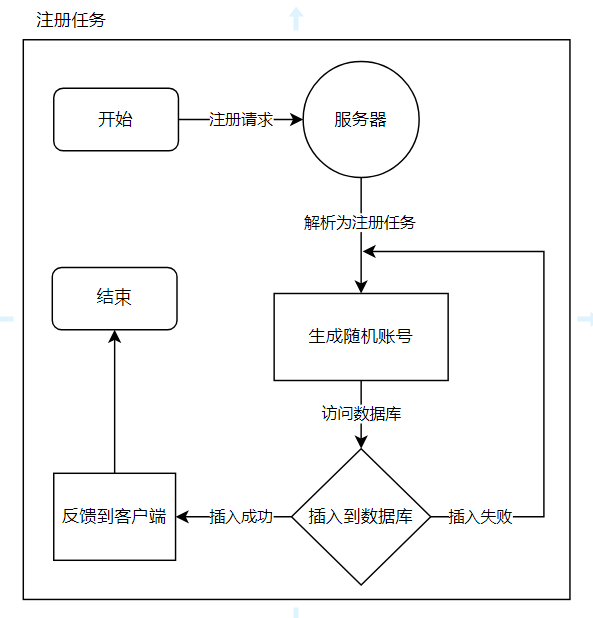 注册任务
开始
注册请求
服务器
解析为注册任务
结束
生成随机账号
访问数据库
反馈到客户端
插入成功
插入到数据库
插入失败